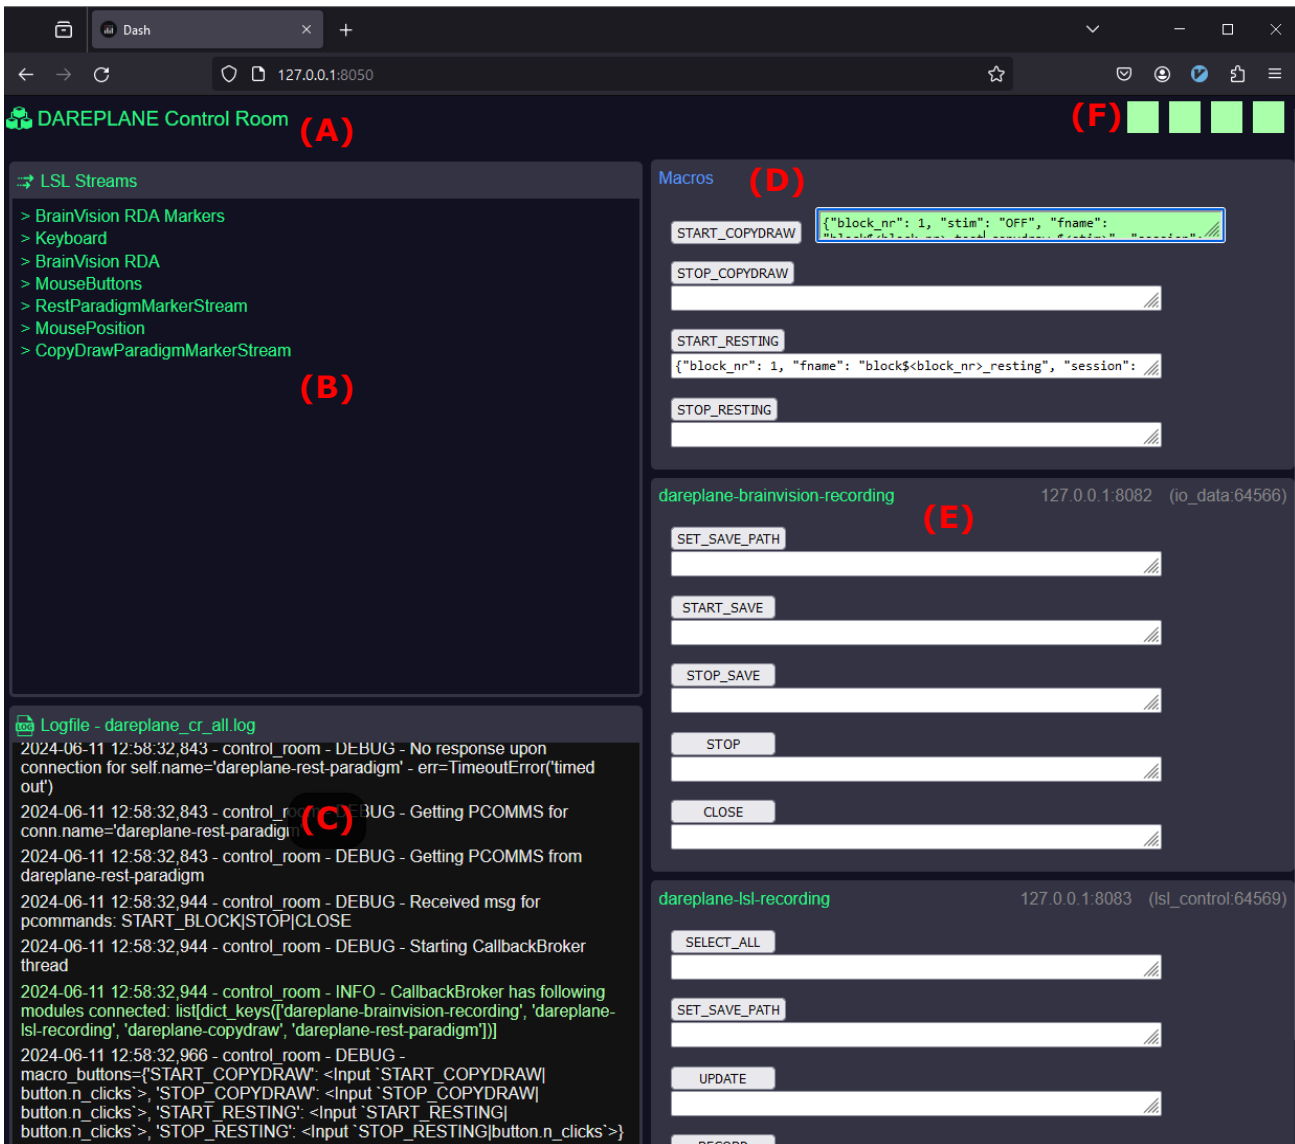 Dash
127.0.0.1:8050
DAREPLANE Control Room
(A)
(F)
LSL Streams
> BrainVision RDA Markers
> Keyboard
> BrainVision RDA
> MouseButtons
> RestParadigmMarkerStream
> MousePosition
> CopyDrawParadigmMarkerStream
(B)
Logfile - dareplane_cr_all.log
2024-06-11 12:58:32,843 - control_room - DEBUG - No response upon
connection for self.name='dareplane-rest-paradigm' - err=TimeoutError('timed
out')
2024-06-11 12:58:32,843 - control_room - DEBUG - Getting PCOMMS for
conn.name='dareplane-rest-paradigm
(C)
2024-06-11 12:58:32,843 - control_room - DEBUG - Getting PCOMMS from
dareplane-rest-paradigm
2024-06-11 12:58:32,944 - control_room - DEBUG - Received msg for
pcommands: START_BLOCK|STOP|CLOSE
2024-06-11 12:58:32,944 - control_room - DEBUG - Starting CallbackBroker
thread
2024-06-11 12:58:32,944 - control_room - INFO - CallbackBroker has following
modules connected: list[dict_keys(['dareplane-brainvision-recording', 'dareplane-
lsl-recording', 'dareplane-copydraw', 'dareplane-rest-paradigm'])]
2024-06-11 12:58:32,966 - control_room - DEBUG -
macro_buttons={'START_COPYDRAW': <Input `START_COPYDRAW|
button.n_clicks`>, 'STOP_COPYDRAW': <Input `STOP_COPYDRAW|
button.n_clicks`>, 'START_RESTING': <Input `START_RESTING|
button.n_clicks`>, 'STOP_RESTING': <Input `STOP_RESTING|button.n_clicks`>}
Macros
(D)
START_COPYDRAW
{"block_nr": 1, "stim": "OFF", "fname":
"block$<block_nr>_test_copydraw_$<stim>", "session":
STOP_COPYDRAW
START_RESTING
{"block_nr": 1, "fname": "block$<block_nr>_resting", "session":
STOP_RESTING
dareplane-brainvision-recording
127.0.0.1:8082 (io_data:64566)
(E)
SET_SAVE_PATH
START_SAVE
STOP_SAVE
STOP
CLOSE
dareplane-lsl-recording
127.0.0.1:8083 (lsl_control:64569)
SELECT_ALL
SET_SAVE_PATH
UPDATE
RECORD